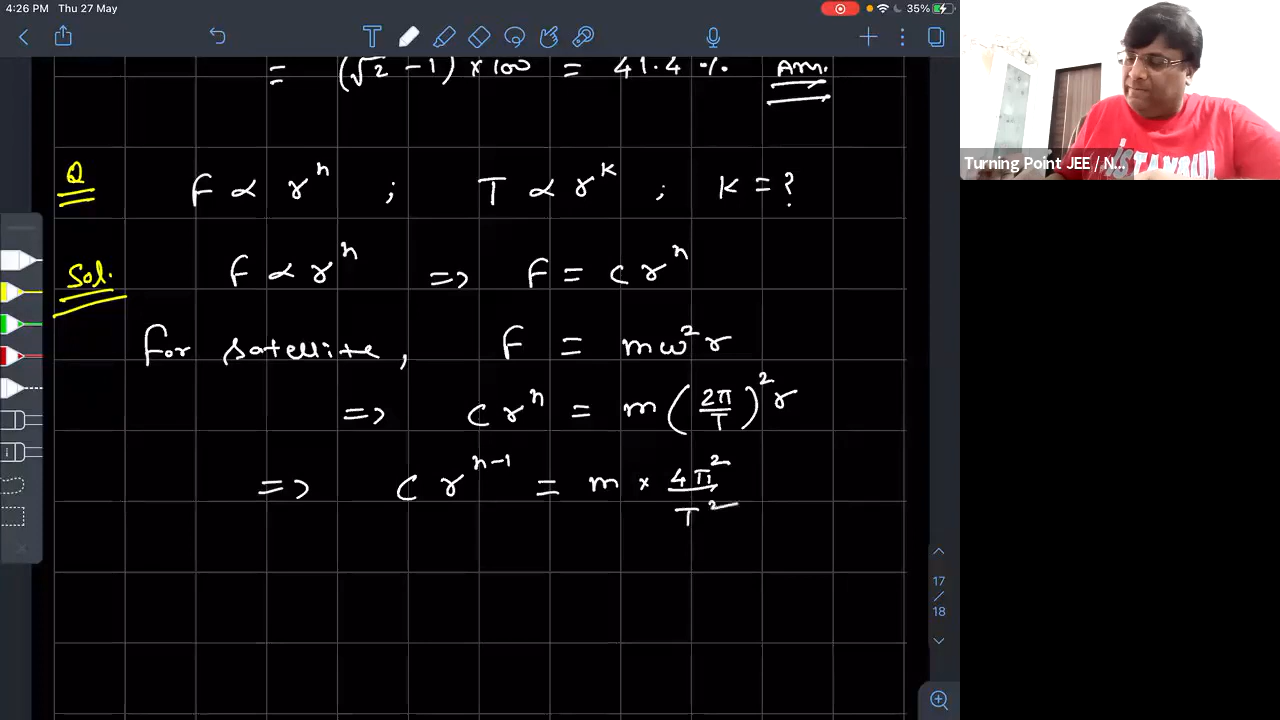 4:26 PM Thu 27 May
35%
= (√2 - 1) × 100 = 41.4 % Ans.
Q F ∝ r^n ; T ∝ r^k ; K = ?
Sol. F ∝ r^n => F = C r^n
For satellite, F = mω²r
=> C r^n = m (2π/T)² r
=> C r^(n-1) = m × 4π²/T²
Turning Point JEE / N...
iSTANBUL
17
/
18